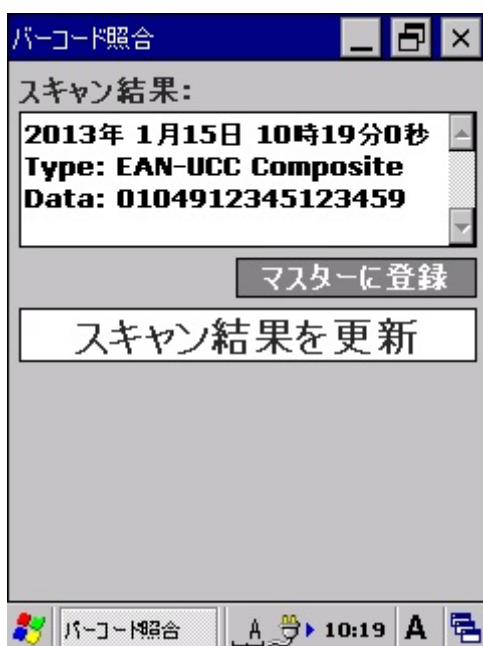 バーコード照合
スキャン結果:
2013年 1月15日 10時19分0秒
Type: EAN-UCC Composite
Data: 0104912345123459
マスターに登録
スキャン結果を更新
バーコード照合
A
10:19
A